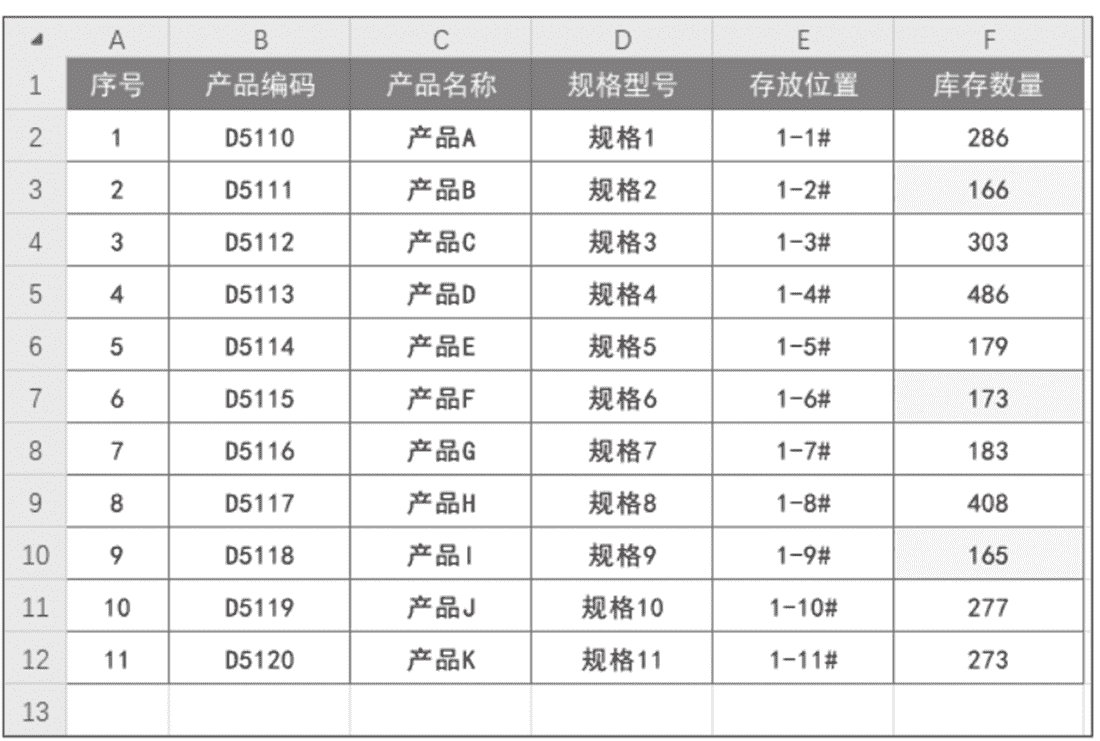 A B C D E F
1 序号 产品编码 产品名称 规格型号 存放位置 库存数量
2 1 D5110 产品A 规格1 1-1# 286
3 2 D5111 产品B 规格2 1-2# 166
4 3 D5112 产品C 规格3 1-3# 303
5 4 D5113 产品D 规格4 1-4# 486
6 5 D5114 产品E 规格5 1-5# 179
7 6 D5115 产品F 规格6 1-6# 173
8 7 D5116 产品G 规格7 1-7# 183
9 8 D5117 产品H 规格8 1-8# 408
10 9 D5118 产品I 规格9 1-9# 165
11 10 D5119 产品J 规格10 1-10# 277
12 11 D5120 产品K 规格11 1-11# 273
13